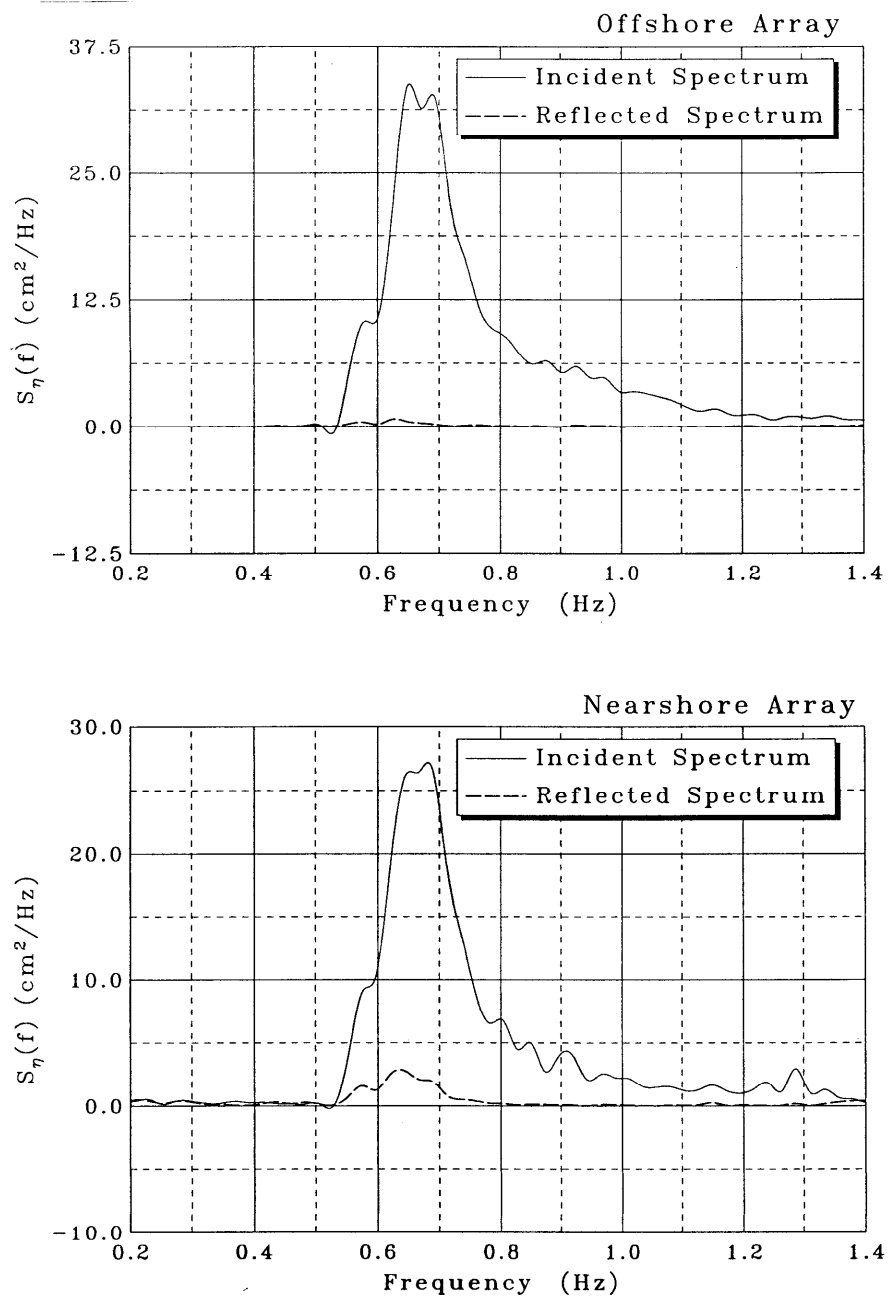 Offshore Array
37.5
Incident Spectrum
Reflected Spectrum
25.0
12.5
0.0
-12.5
S_η(f) (cm²/Hz)
0.2 0.4 0.6 0.8 1.0 1.2 1.4
Frequency (Hz)
Nearshore Array
30.0
Incident Spectrum
Reflected Spectrum
20.0
10.0
0.0
-10.0
S_η(f) (cm²/Hz)
0.2 0.4 0.6 0.8 1.0 1.2 1.4
Frequency (Hz)